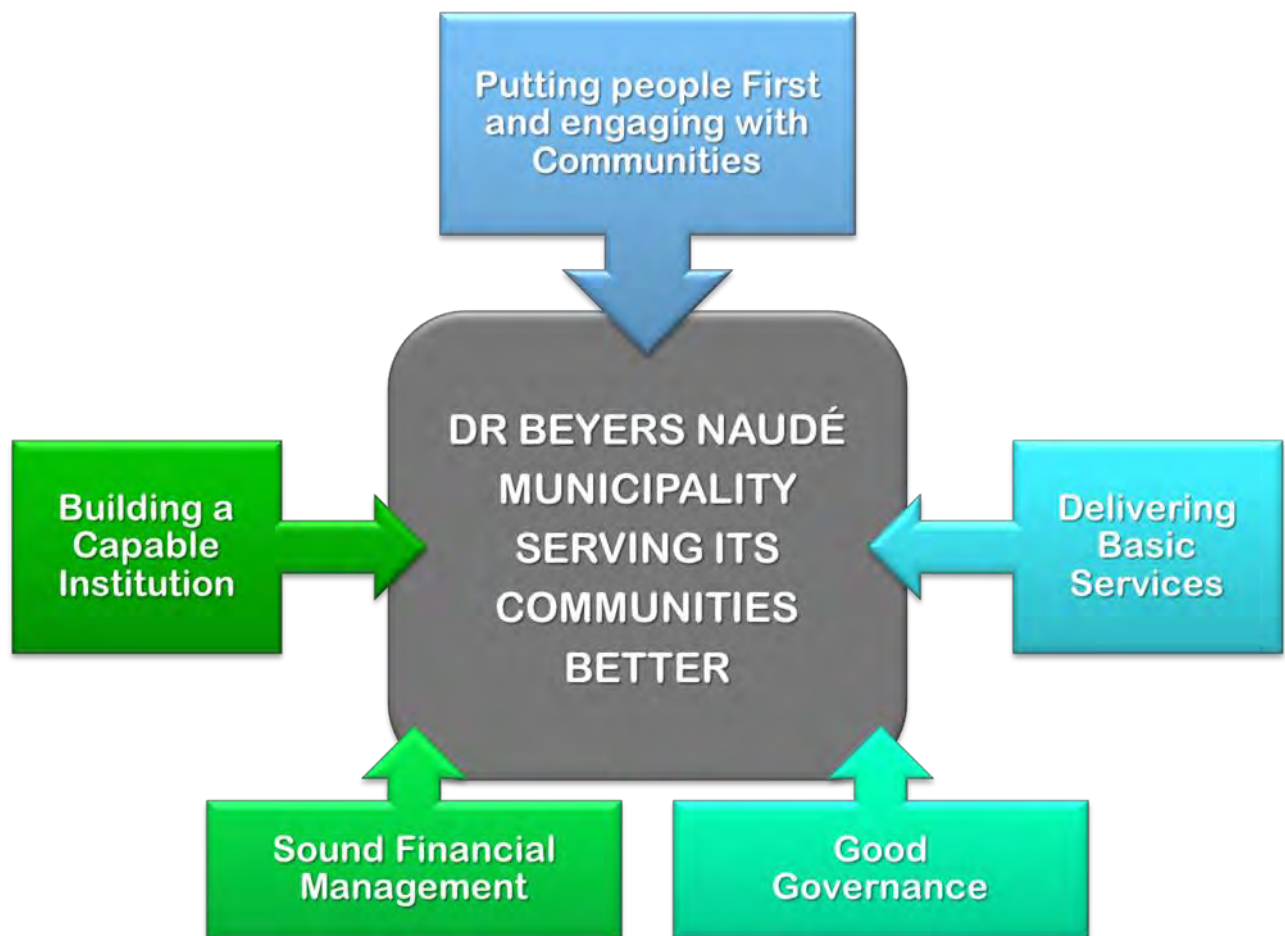 Putting people First
and engaging with
Communities
DR BEYERS NAUDÉ
MUNICIPALITY
SERVING ITS
COMMUNITIES
BETTER
Building a
Capable
Institution
Delivering
Basic
Services
Sound Financial
Management
Good
Governance